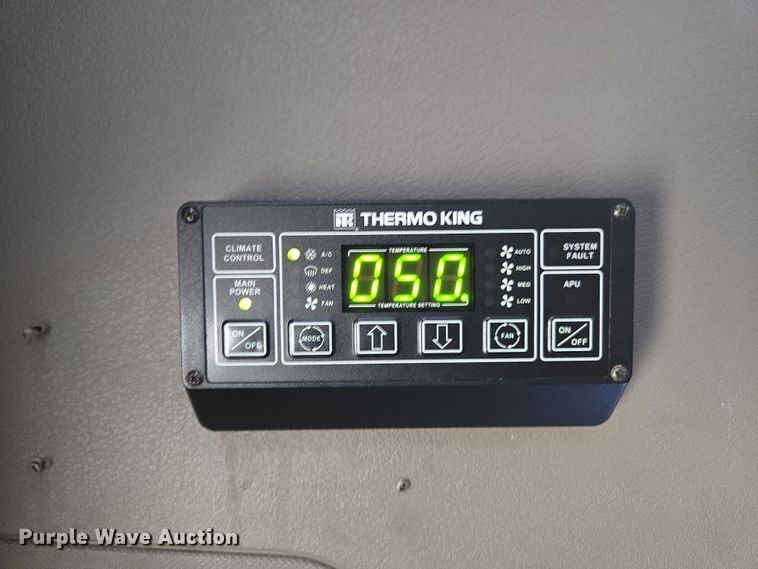 TK® THERMO KING
CLIMATE CONTROL
MAIN POWER
ON/OFF
A/C
DEF
HEAT
FAN
TEMPERATURE
050.
TEMPERATURE SETTING
AUTO
HIGH
MED
LOW
MODE
FAN
SYSTEM FAULT
APU
ON/OFF
Purple Wave Auction